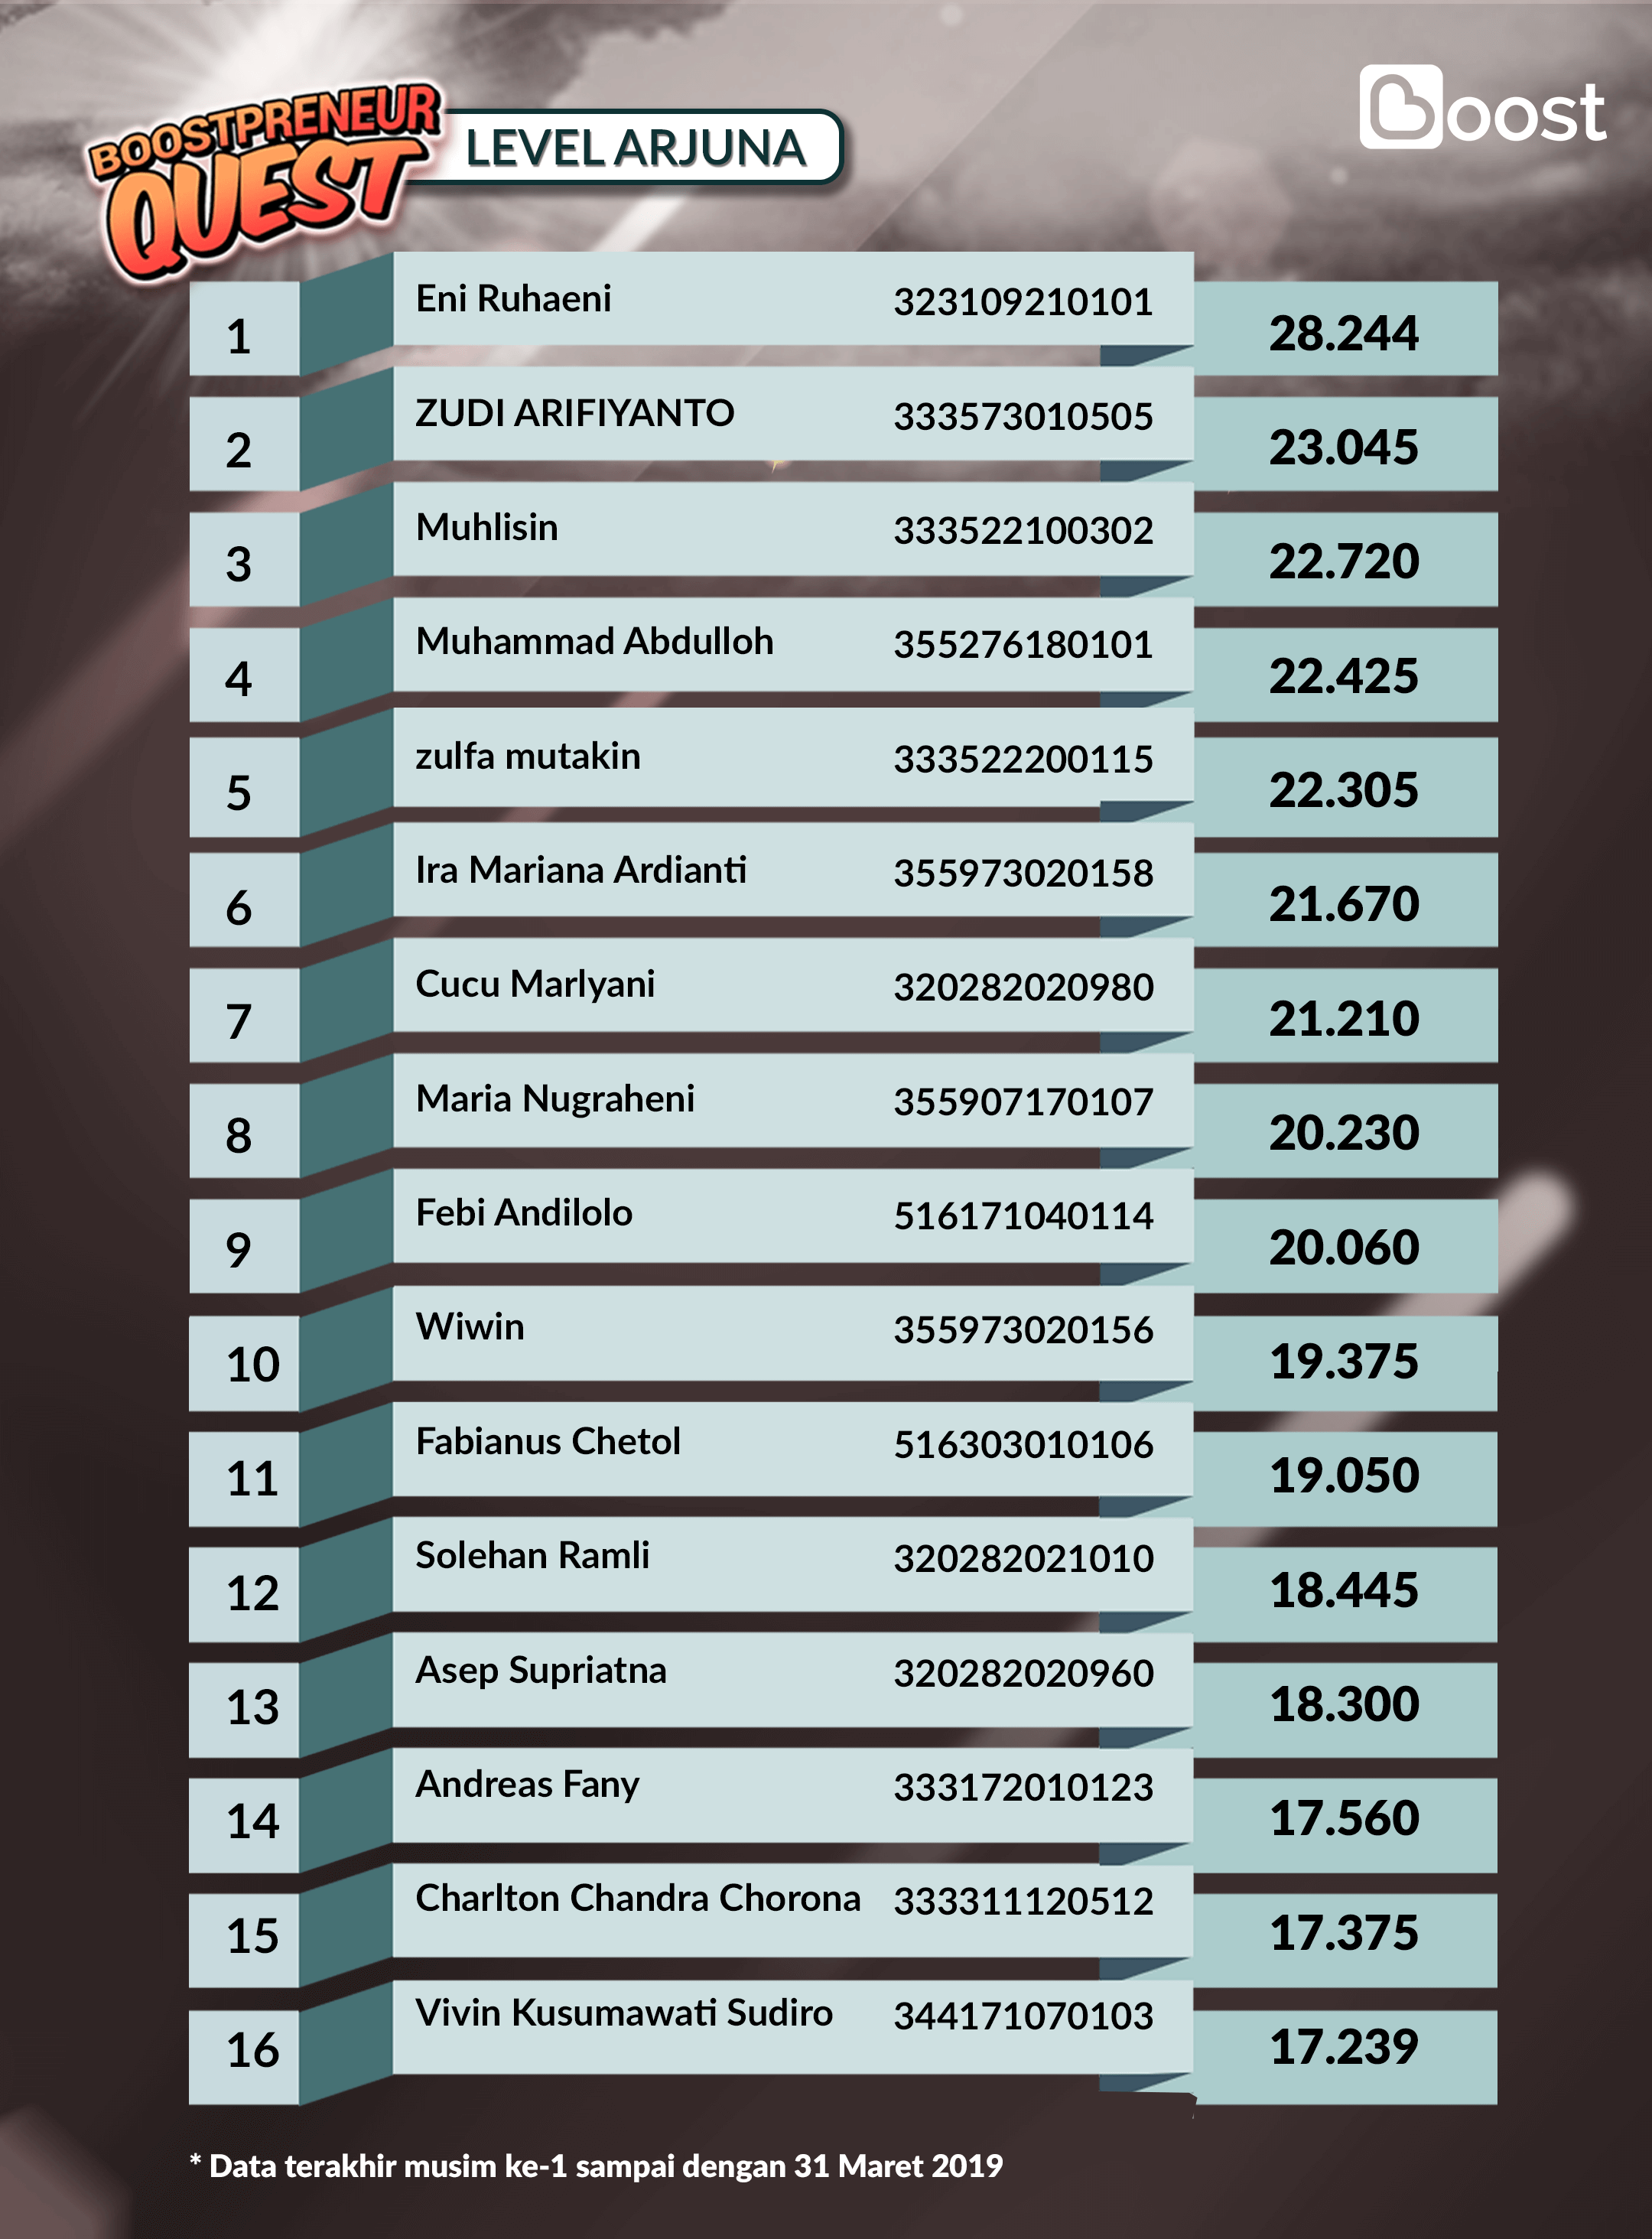 BOOSTPRENEUR
QUEST
LEVEL ARJUNA
Boost
1 Eni Ruhaeni 323109210101 28.244
2 ZUDI ARIFIYANTO 333573010505 23.045
3 Muhlisin 333522100302 22.720
4 Muhammad Abdulloh 355276180101 22.425
5 zulfa mutakin 333522200115 22.305
6 Ira Mariana Ardianti 355973020158 21.670
7 Cucu Marlyani 320282020980 21.210
8 Maria Nugraheni 355907170107 20.230
9 Febi Andilolo 516171040114 20.060
10 Wiwin 355973020156 19.375
11 Fabianus Chetol 516303010106 19.050
12 Solehan Ramli 320282021010 18.445
13 Asep Supriatna 320282020960 18.300
14 Andreas Fany 333172010123 17.560
15 Charlton Chandra Chorona 333311120512 17.375
16 Vivin Kusumawati Sudiro 344171070103 17.239
* Data terakhir musim ke-1 sampai dengan 31 Maret 2019